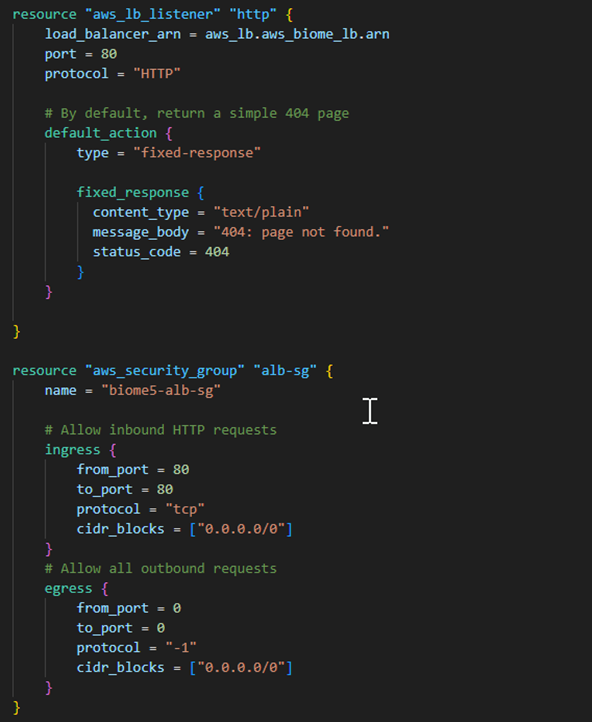 resource "aws_lb_listener" "http" {
load_balancer_arn = aws_lb.aws_biome_lb.arn
port = 80
protocol = "HTTP"
# By default, return a simple 404 page
default_action {
type = "fixed-response"
fixed_response {
content_type = "text/plain"
message_body = "404: page not found."
status_code = 404
}
}
}
resource "aws_security_group" "alb-sg" {
name = "biome5-alb-sg"
# Allow inbound HTTP requests
ingress {
from_port = 80
to_port = 80
protocol = "tcp"
cidr_blocks = ["0.0.0.0/0"]
}
# Allow all outbound requests
egress {
from_port = 0
to_port = 0
protocol = "-1"
cidr_blocks = ["0.0.0.0/0"]
}
}